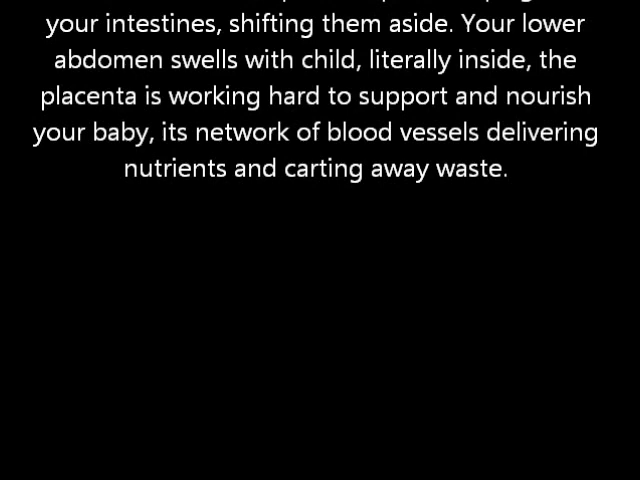 your intestines, shifting them aside. Your lower
abdomen swells with child, literally inside, the
placenta is working hard to support and nourish
your baby, its network of blood vessels delivering
nutrients and carting away waste.